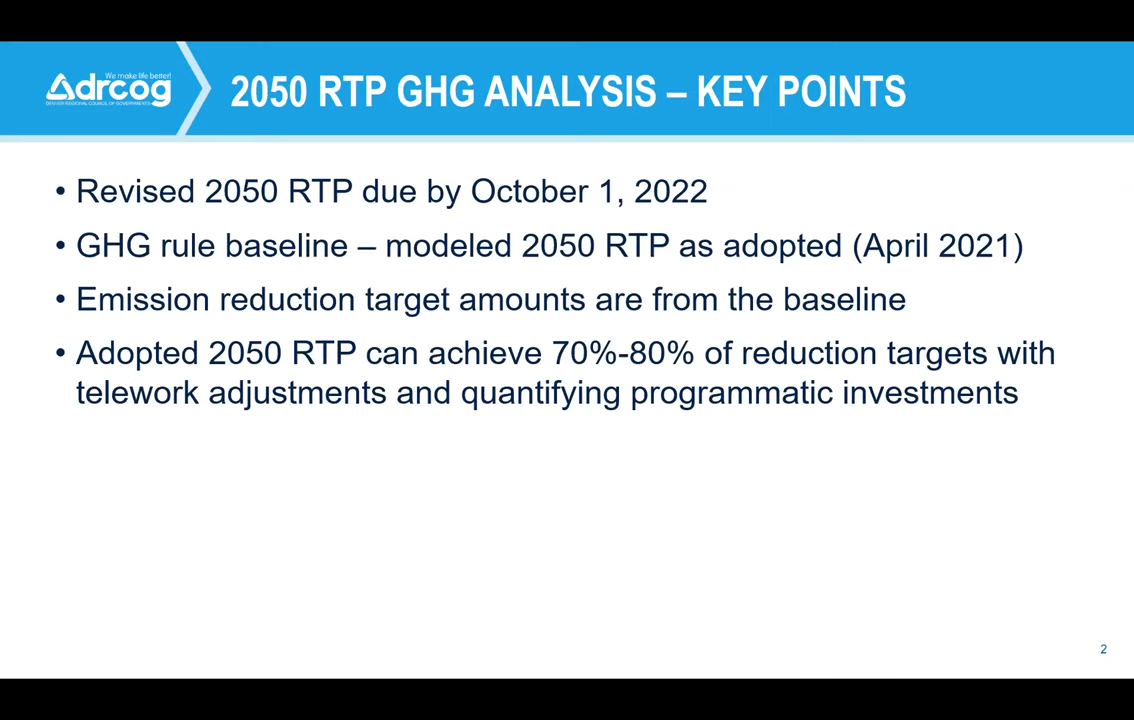 We make life better!
drcog
DENVER REGIONAL COUNCIL OF GOVERNMENTS
2050 RTP GHG ANALYSIS – KEY POINTS
• Revised 2050 RTP due by October 1, 2022
• GHG rule baseline – modeled 2050 RTP as adopted (April 2021)
• Emission reduction target amounts are from the baseline
• Adopted 2050 RTP can achieve 70%-80% of reduction targets with
telework adjustments and quantifying programmatic investments
2